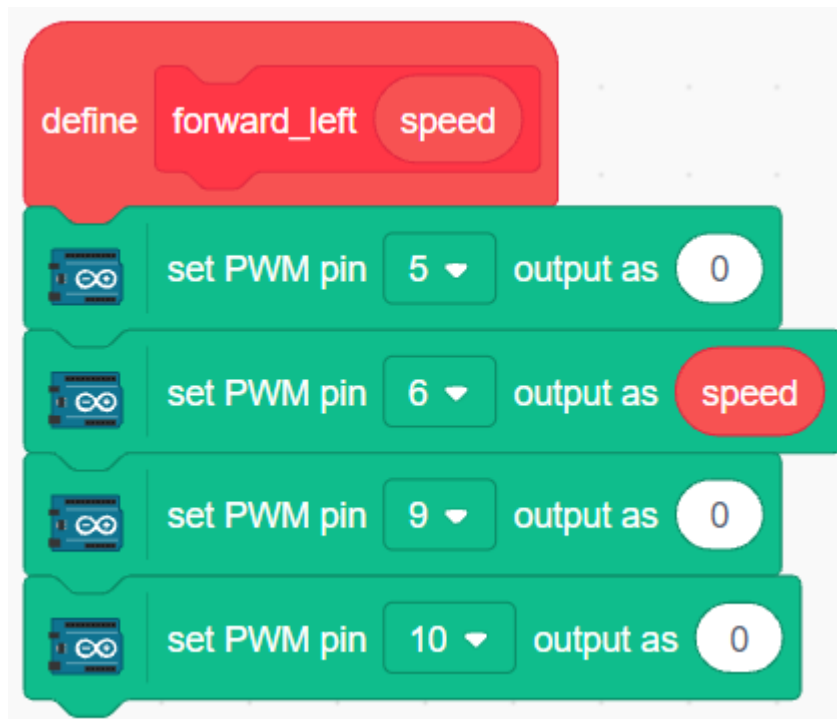 define forward_left speed
set PWM pin 5 output as 0
set PWM pin 6 output as speed
set PWM pin 9 output as 0
set PWM pin 10 output as 0